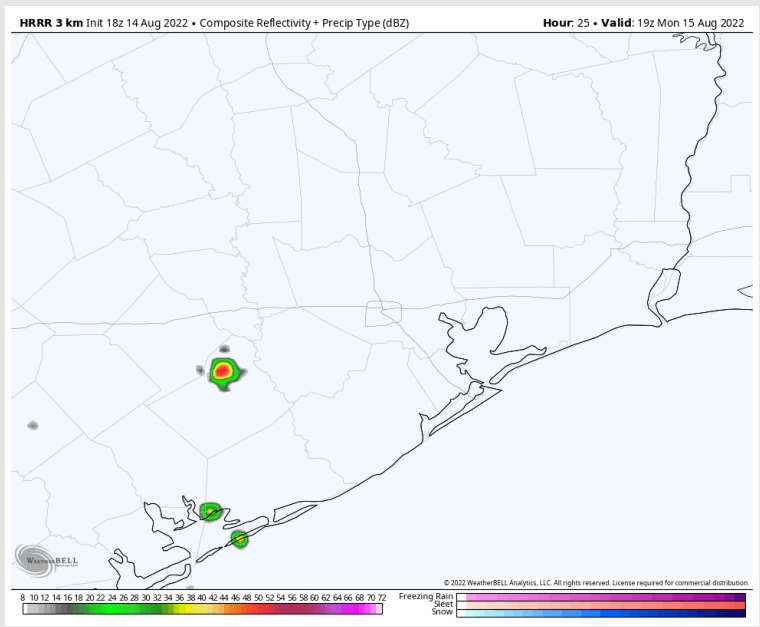 HRRR 3 km Init 18z 14 Aug 2022 • Composite Reflectivity + Precip Type (dBZ)
Hour: 25 • Valid: 19z Mon 15 Aug 2022
WEATHERBELL
© 2022 WeatherBELL Analytics, LLC. All rights reserved. License required for commercial distribution.
8 10 12 14 16 18 20 22 24 26 28 30 32 34 36 38 40 42 44 46 48 50 52 54 56 58 60 62 64 66 68 70 72
Freezing Rain
Sleet
Snow